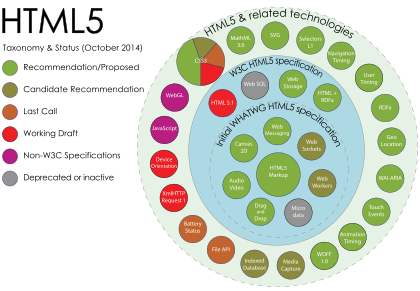 HTML5
Taxonomy & Status (October 2014)
Recommendation/Proposed
Candidate Recommendation
Last Call
Working Draft
Non-W3C Specifications
Deprecated or inactive
HTML5 & related technologies
W3C HTML5 specification
Initial WHATWG HTML5 specification
CSS3
MathML
3.0
SVG
Selectors
L1
Navigation
Timing
User
Timing
RDFa
Geo
Location
WAI-ARIA
Touch
Events
Animation
Timing
WOFF
1.0
Media
Capture
Indexed
Database
File API
Battery
Status
XmlHTTP
Request 1
Device
Orientation
JavaScript
WebGL
HTML 5.1
Web SQL
Web
Storage
HTML +
RDFa
Web
Messaging
Canvas
2D
Web
Sockets
HTML5
Markup
Audio
Video
Web
Workers
Drag
and
Drop
Micro
data